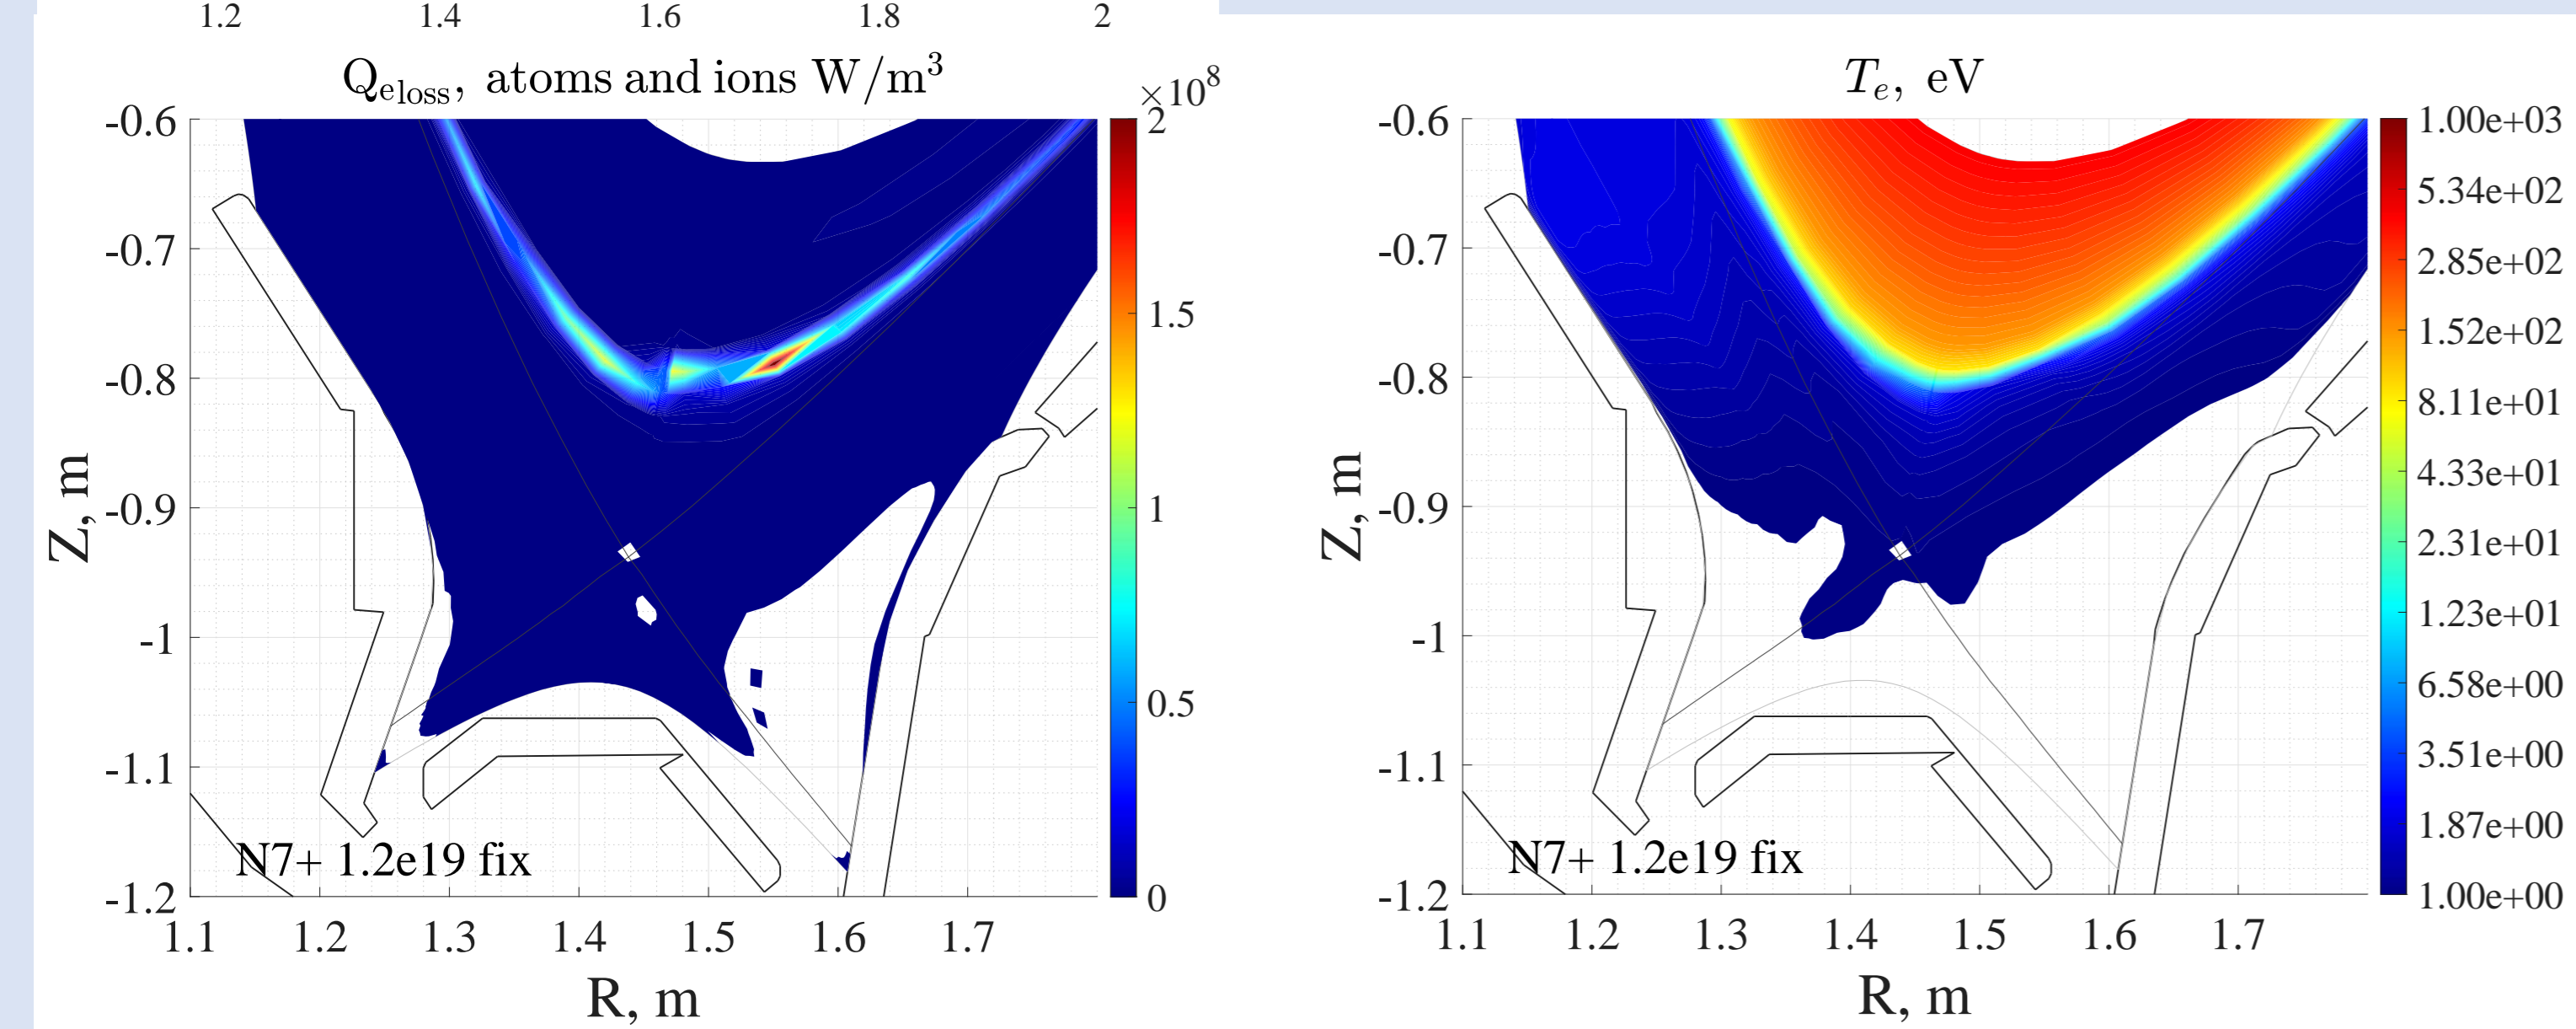 1.2 1.4 1.6 1.8 2
Qeloss, atoms and ions W/m³
×10⁸
-0.6
-0.7
-0.8
-0.9
-1
-1.1
-1.2
Z, m
N7+ 1.2e19 fix
1.1 1.2 1.3 1.4 1.5 1.6 1.7
R, m
2
1.5
1
0.5
0
Te, eV
-0.6
-0.7
-0.8
-0.9
-1
-1.1
-1.2
Z, m
N7+ 1.2e19 fix
1.1 1.2 1.3 1.4 1.5 1.6 1.7
R, m
1.00e+03
5.34e+02
2.85e+02
1.52e+02
8.11e+01
4.33e+01
2.31e+01
1.23e+01
6.58e+00
3.51e+00
1.87e+00
1.00e+00